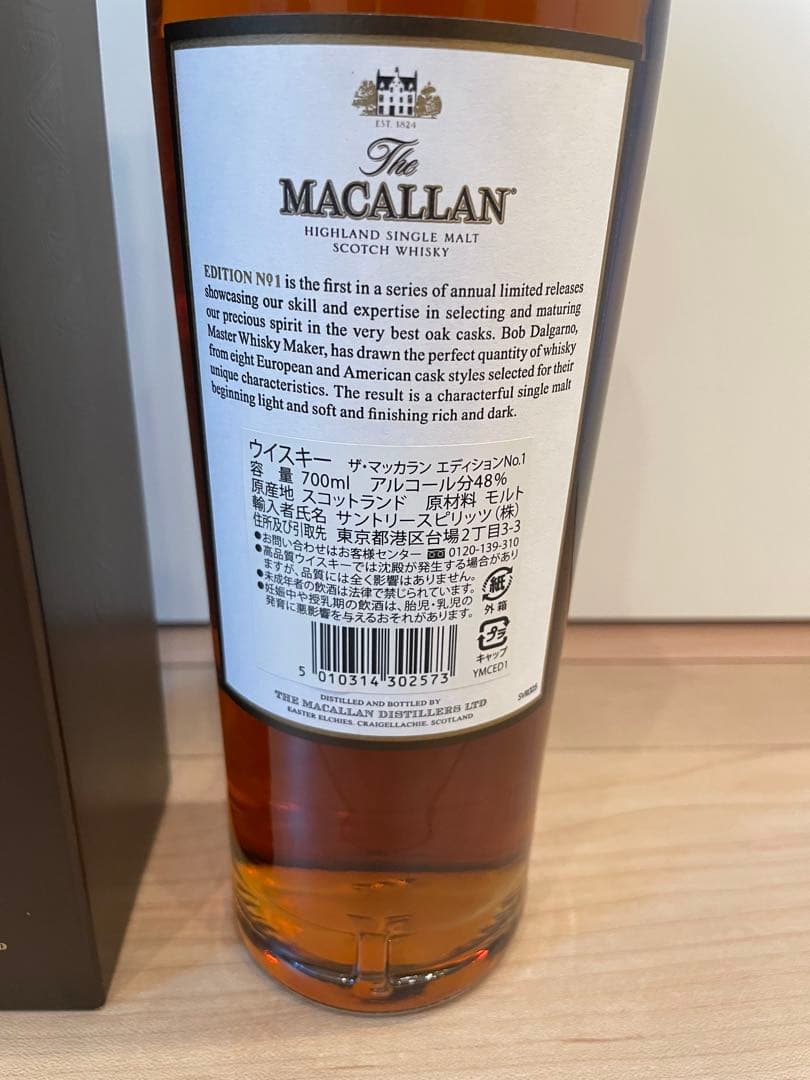 EST. 1824
The
MACALLAN
HIGHLAND SINGLE MALT
SCOTCH WHISKY
EDITION Nº1 is the first in a series of annual limited releases
showcasing our skill and expertise in selecting and maturing
our precious spirit in the very best oak casks. Bob Dalgarno,
Master Whisky Maker, has drawn the perfect quantity of whisky
from eight European and American cask styles selected for their
unique characteristics. The result is a characterful single malt
beginning light and soft and finishing rich and dark.
ウイスキー ザ・マッカラン エディションNo.1
容量 700ml アルコール分48%
原産地 スコットランド 原材料 モルト
輸入者氏名 サントリースピリッツ(株)
住所及び引取先 東京都港区台場2丁目3-3
●お問い合わせはお客様センター 0120-139-310
●高品質ウイスキーでは沈殿が発生する場合があり
ますが、品質には全く影響はありません。
●未成年者の飲酒は法律で禁じられています。
●妊娠中や授乳期の飲酒は、胎児・乳児の
発育に悪影響を与えるおそれがあります。
紙
外箱
プラ
キャップ
YMCED1
5 010314 302573
DISTILLED AND BOTTLED BY
THE MACALLAN DISTILLERS LTD
EASTER ELCHIES, CRAIGELLACHIE, SCOTLAND